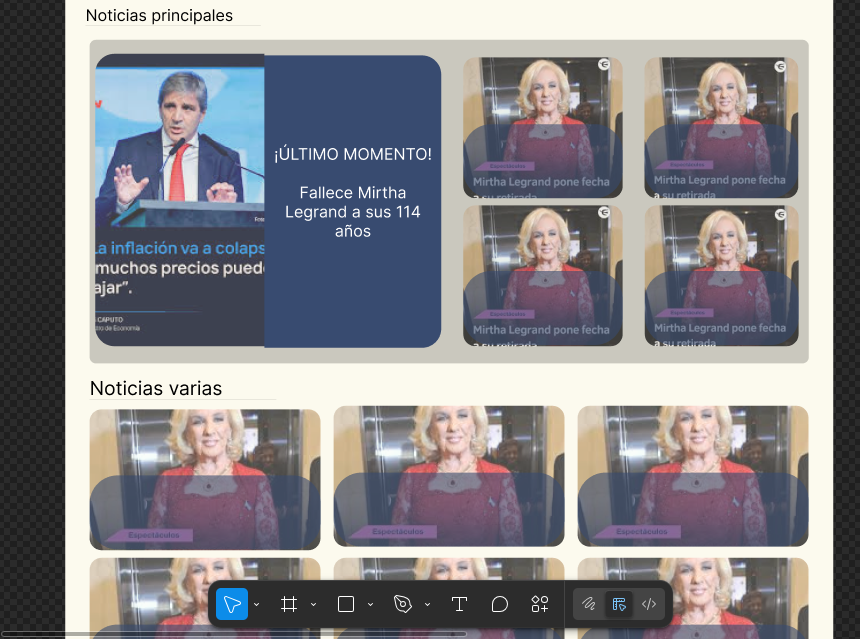 Noticias principales
La inflación va a colaps
muchos precios pued
ajar”.
CAPUTO
de Economía
¡ÚLTIMO MOMENTO!
Fallece Mirtha
Legrand a sus 114
años
Espectáculos
Mirtha Legrand pone fecha
a su retirada
Espectáculos
Mirtha Legrand pone fecha
a su retirada
Espectáculos
Mirtha Legrand pone fecha
a su retirada
Espectáculos
Mirtha Legrand pone fecha
a su retirada
Noticias varias
Espectáculos
Espectáculos
Espectáculos